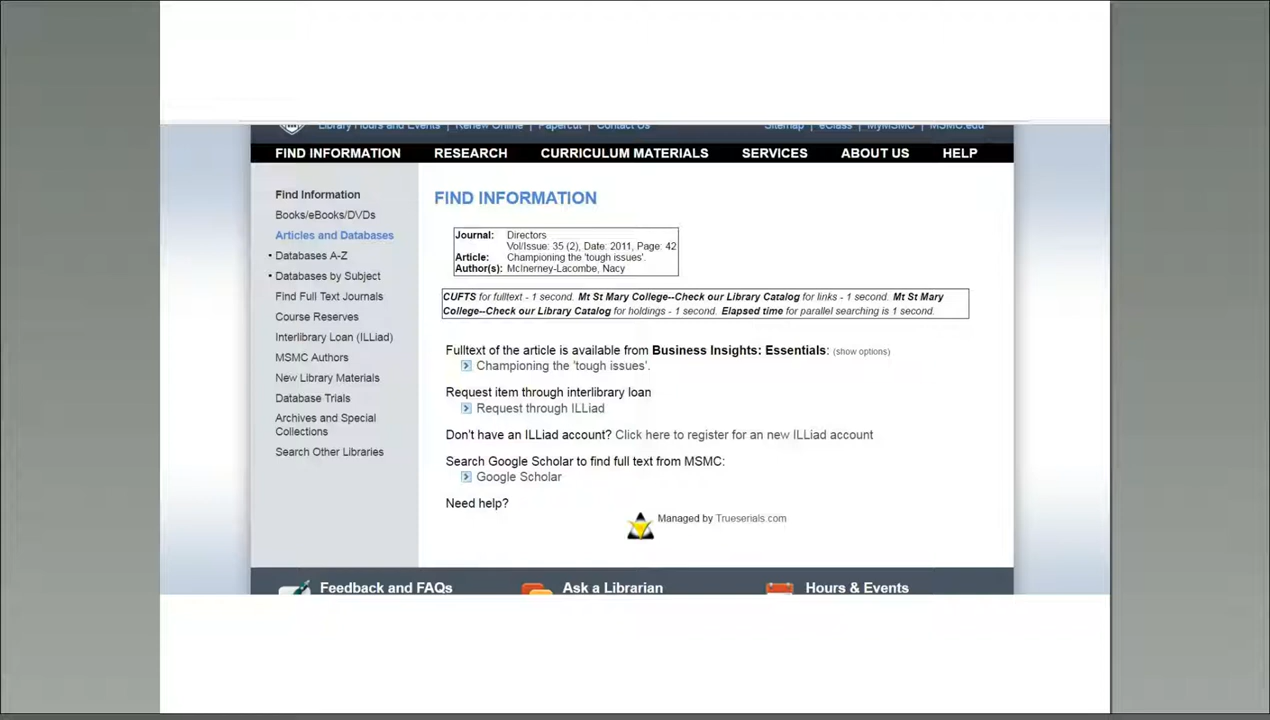 Library Hours and Events | Renew Online | Papercut | Contact Us
Sitemap | eClass | MyMSMC | MSMC.edu
FIND INFORMATION RESEARCH CURRICULUM MATERIALS SERVICES ABOUT US HELP
Find Information
Books/eBooks/DVDs
Articles and Databases
• Databases A-Z
• Databases by Subject
Find Full Text Journals
Course Reserves
Interlibrary Loan (ILLiad)
MSMC Authors
New Library Materials
Database Trials
Archives and Special
Collections
Search Other Libraries
FIND INFORMATION
Journal: Directors
Vol/Issue: 35 (2), Date: 2011, Page: 42
Article: Championing the 'tough issues'.
Author(s): McInerney-Lacombe, Nacy
CUFTS for fulltext - 1 second. Mt St Mary College--Check our Library Catalog for links - 1 second. Mt St Mary
College--Check our Library Catalog for holdings - 1 second. Elapsed time for parallel searching is 1 second.
Fulltext of the article is available from Business Insights: Essentials: (show options)
Championing the 'tough issues'.
Request item through interlibrary loan
Request through ILLiad
Don't have an ILLiad account? Click here to register for an new ILLiad account
Search Google Scholar to find full text from MSMC:
Google Scholar
Need help?
Managed by Trueserials.com
Feedback and FAQs Ask a Librarian Hours & Events